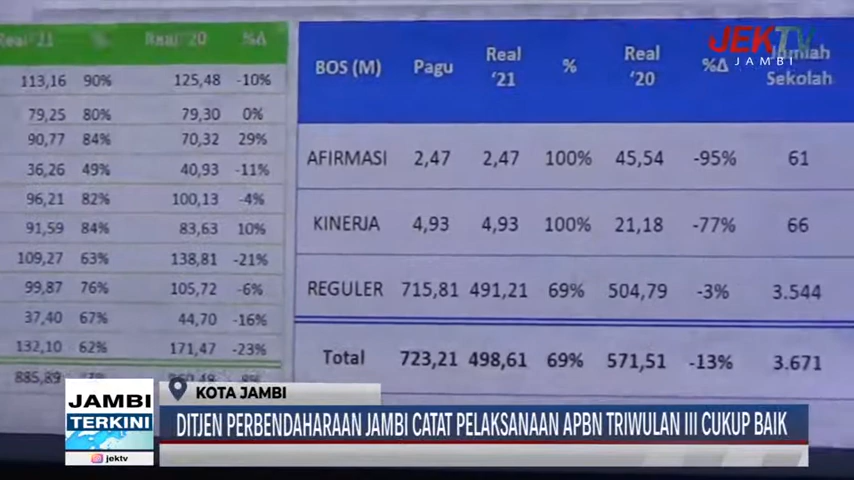 Real '21 % Real '20 %Δ
113,16 90% 125,48 -10%
79,25 80% 79,30 0%
90,77 84% 70,32 29%
36,26 49% 40,93 -11%
96,21 82% 100,13 -4%
91,59 84% 83,63 10%
109,27 63% 138,81 -21%
99,87 76% 105,72 -6%
37,40 67% 44,70 -16%
132,10 62% 171,47 -23%
885,89
BOS (M) Pagu Real '21 % Real '20 %Δ Jumlah Sekolah
AFIRMASI 2,47 2,47 100% 45,54 -95% 61
KINERJA 4,93 4,93 100% 21,18 -77% 66
REGULER 715,81 491,21 69% 504,79 -3% 3.544
Total 723,21 498,61 69% 571,51 -13% 3.671
JEKTV
JAMBI
JAMBI
TERKINI
jektv
KOTA JAMBI
DITJEN PERBENDAHARAAN JAMBI CATAT PELAKSANAAN APBN TRIWULAN III CUKUP BAIK